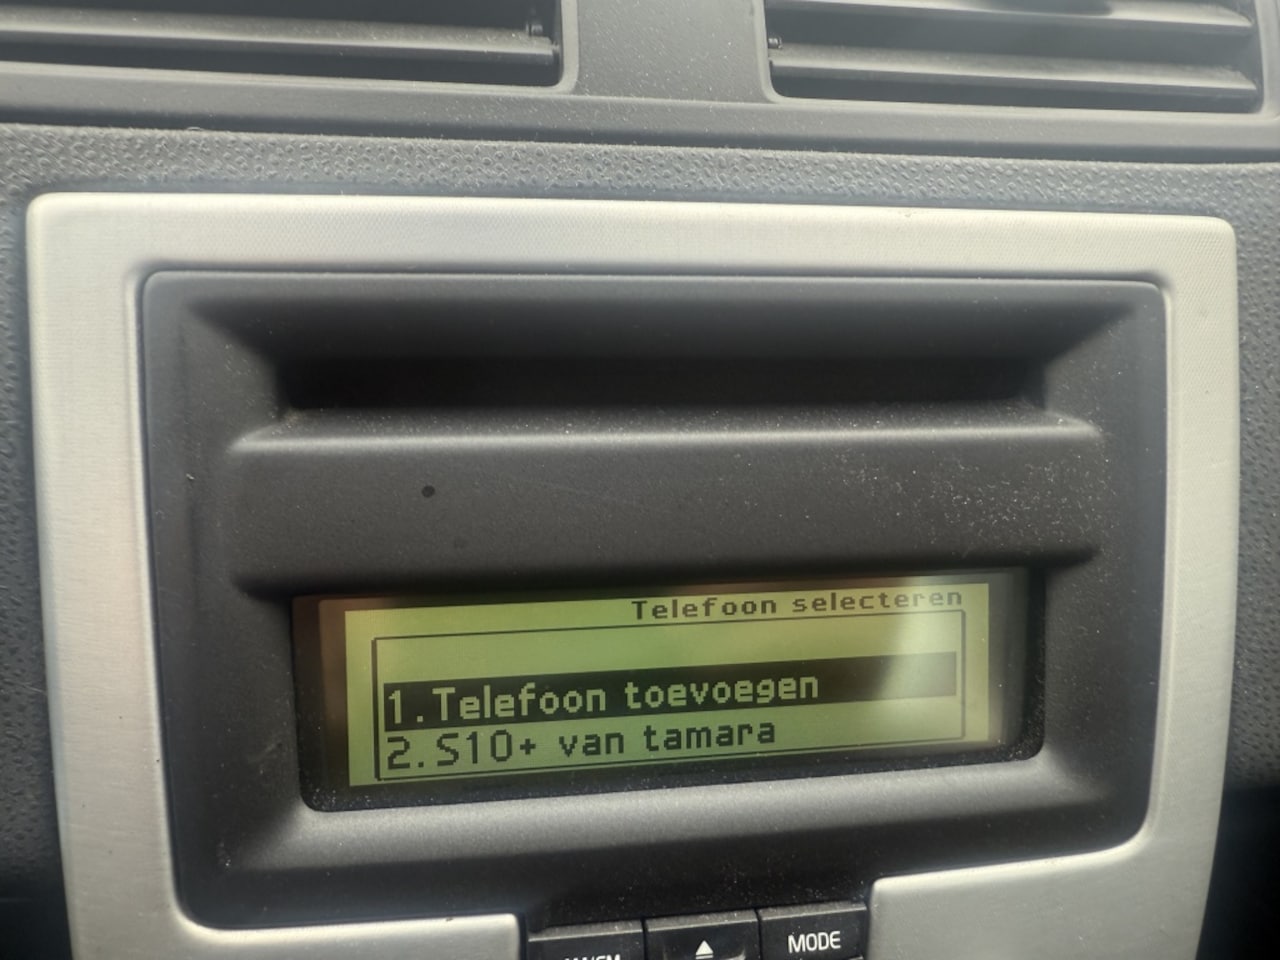 Telefoon selecteren
1.Telefoon toevoegen
2.S10+ van tamara
MODE